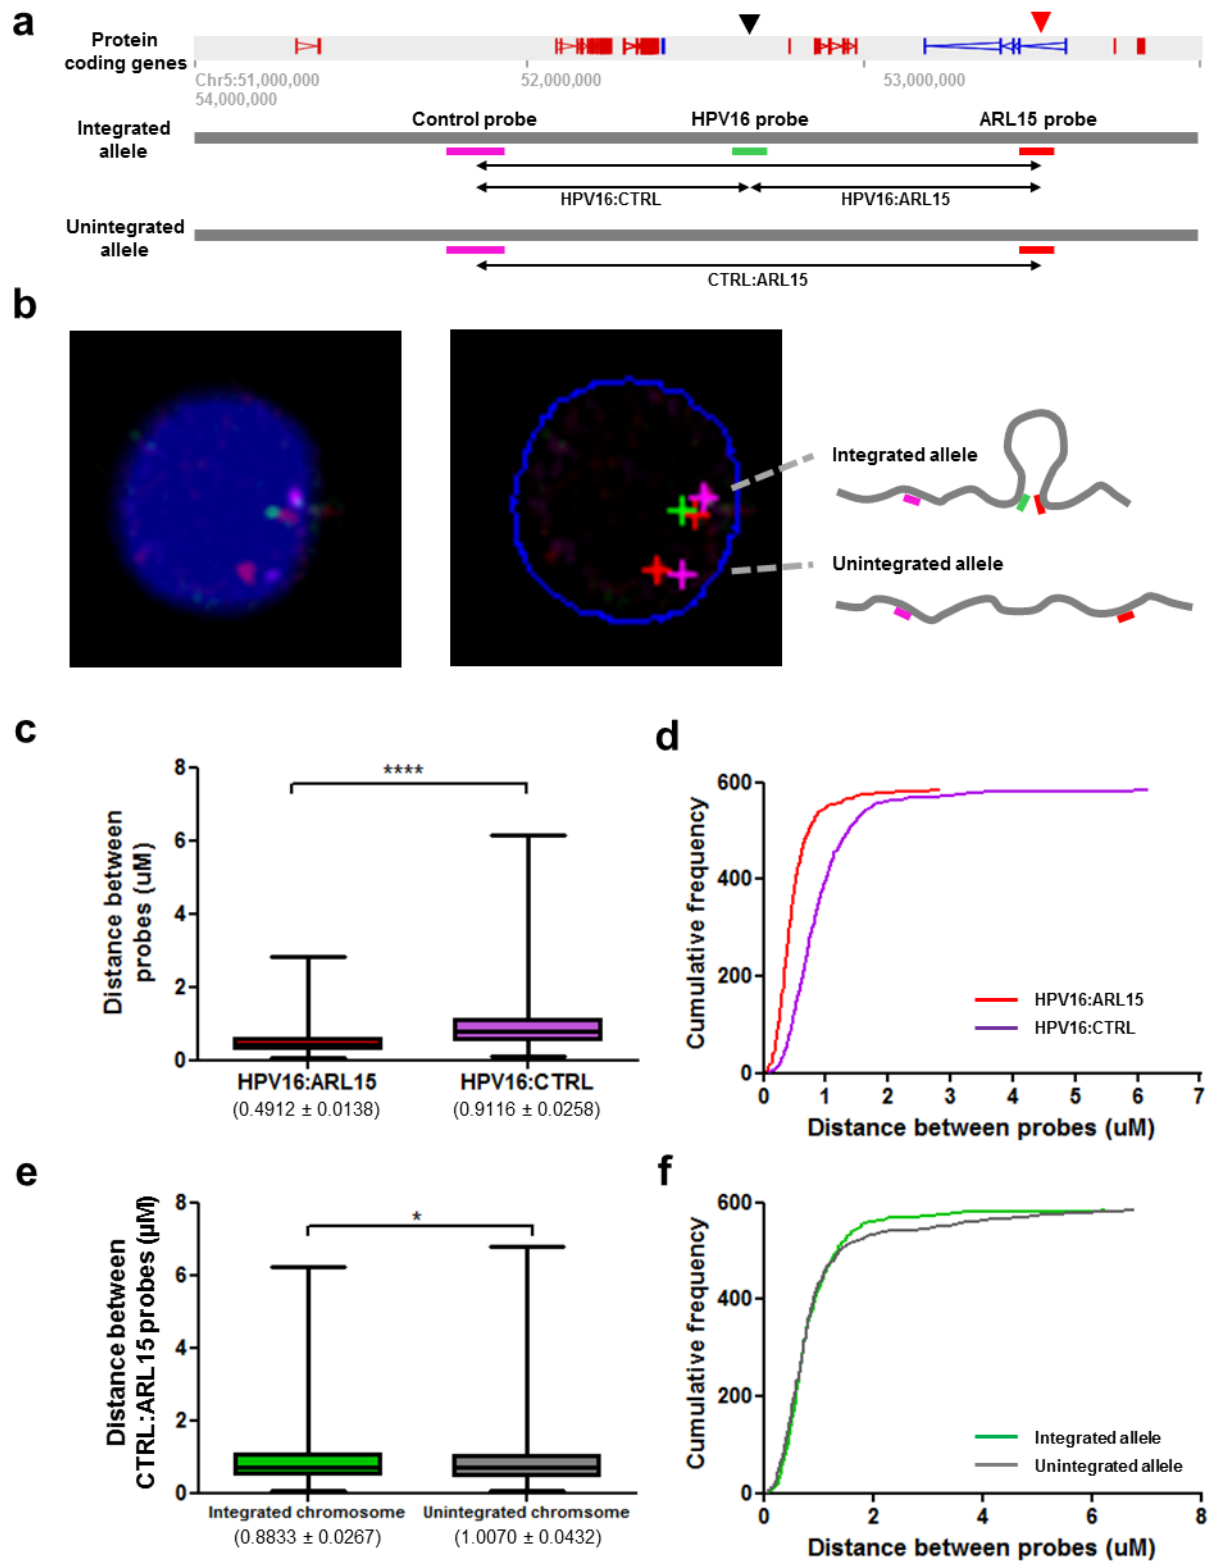 a
Protein
coding genes
Chr5:51,000,000
52,000,000
53,000,000
54,000,000
Integrated
allele
Control probe
HPV16 probe
ARL15 probe
HPV16:CTRL
HPV16:ARL15
Unintegrated
allele
CTRL:ARL15
b
Integrated allele
Unintegrated allele
c
Distance between
probes (uM)
8
6
4
2
0
****
HPV16:ARL15
HPV16:CTRL
(0.4912 ± 0.0138)
(0.9116 ± 0.0258)
d
Cumulative frequency
600
400
200
0
HPV16:ARL15
HPV16:CTRL
0 1 2 3 4 5 6 7
Distance between probes (uM)
e
Distance between
CTRL:ARL15 probes (µM)
8
6
4
2
0
*
Integrated chromosome
Unintegrated chromsome
(0.8833 ± 0.0267)
(1.0070 ± 0.0432)
f
Cumulative frequency
600
400
200
0
Integrated allele
Unintegrated allele
0 2 4 6 8
Distance between probes (uM)